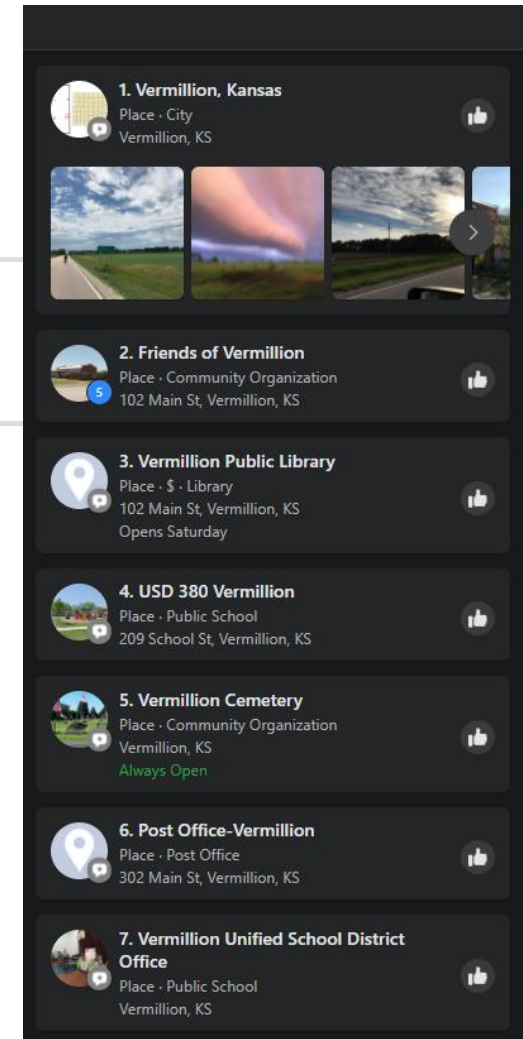 1. Vermillion, Kansas
Place · City
Vermillion, KS
2. Friends of Vermillion
Place · Community Organization
5
102 Main St, Vermillion, KS
3. Vermillion Public Library
Place · $ · Library
102 Main St, Vermillion, KS
Opens Saturday
4. USD 380 Vermillion
Place · Public School
209 School St, Vermillion, KS
5. Vermillion Cemetery
Place · Community Organization
Vermillion, KS
Always Open
6. Post Office-Vermillion
Place · Post Office
302 Main St, Vermillion, KS
7. Vermillion Unified School District
Office
Place · Public School
Vermillion, KS